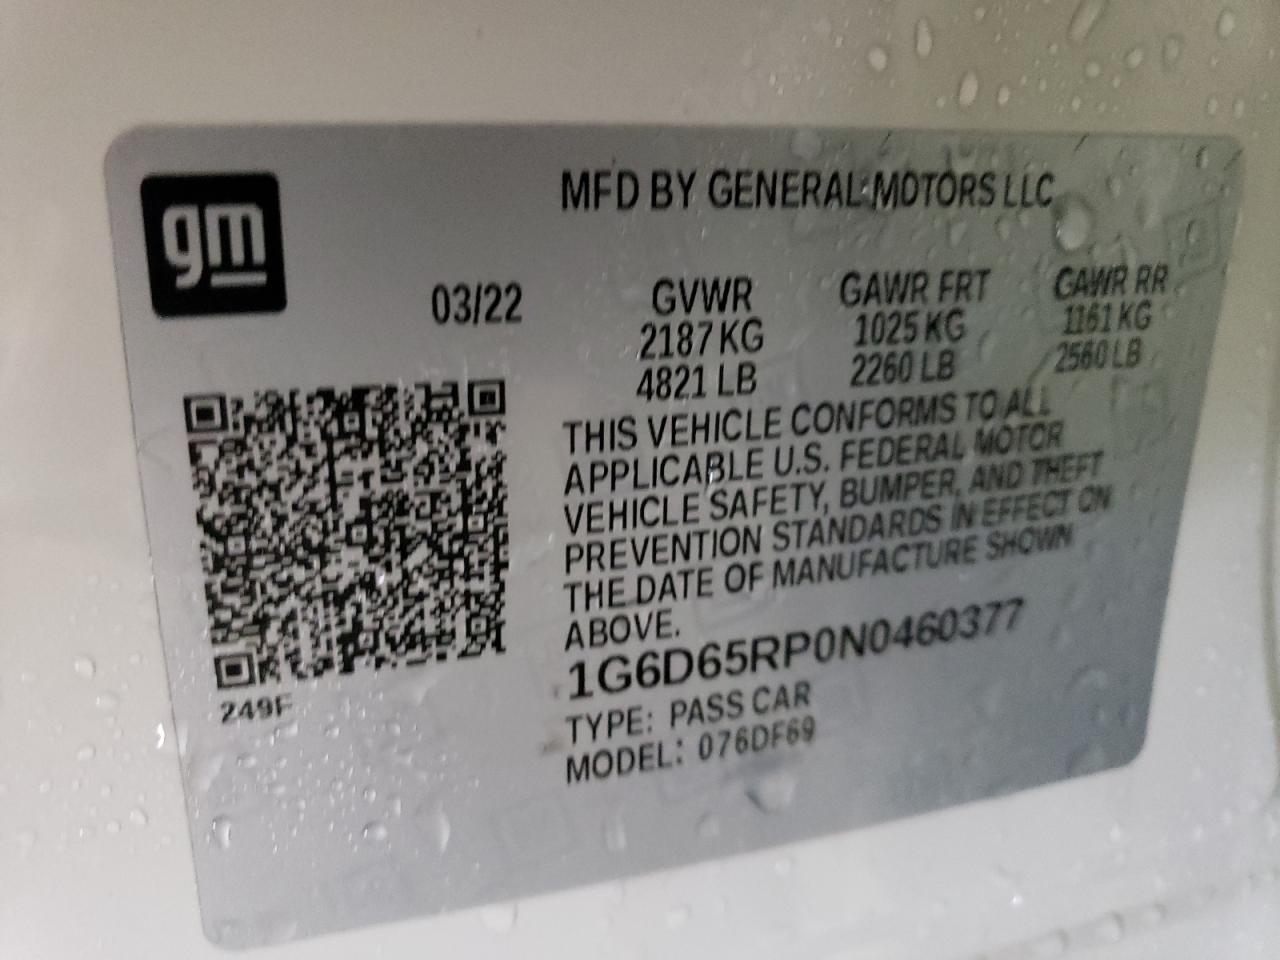 gm
MFD BY GENERAL MOTORS LLC
03/22
GVWR GAWR FRT GAWR RR
2187 KG 1025 KG 1161 KG
4821 LB 2260 LB 2560 LB
THIS VEHICLE CONFORMS TO ALL
APPLICABLE U.S. FEDERAL MOTOR
VEHICLE SAFETY, BUMPER, AND THEFT
PREVENTION STANDARDS IN EFFECT ON
THE DATE OF MANUFACTURE SHOWN
ABOVE.
1G6D65RP0N0460377
TYPE: PASS CAR
MODEL: 076DF69
249F